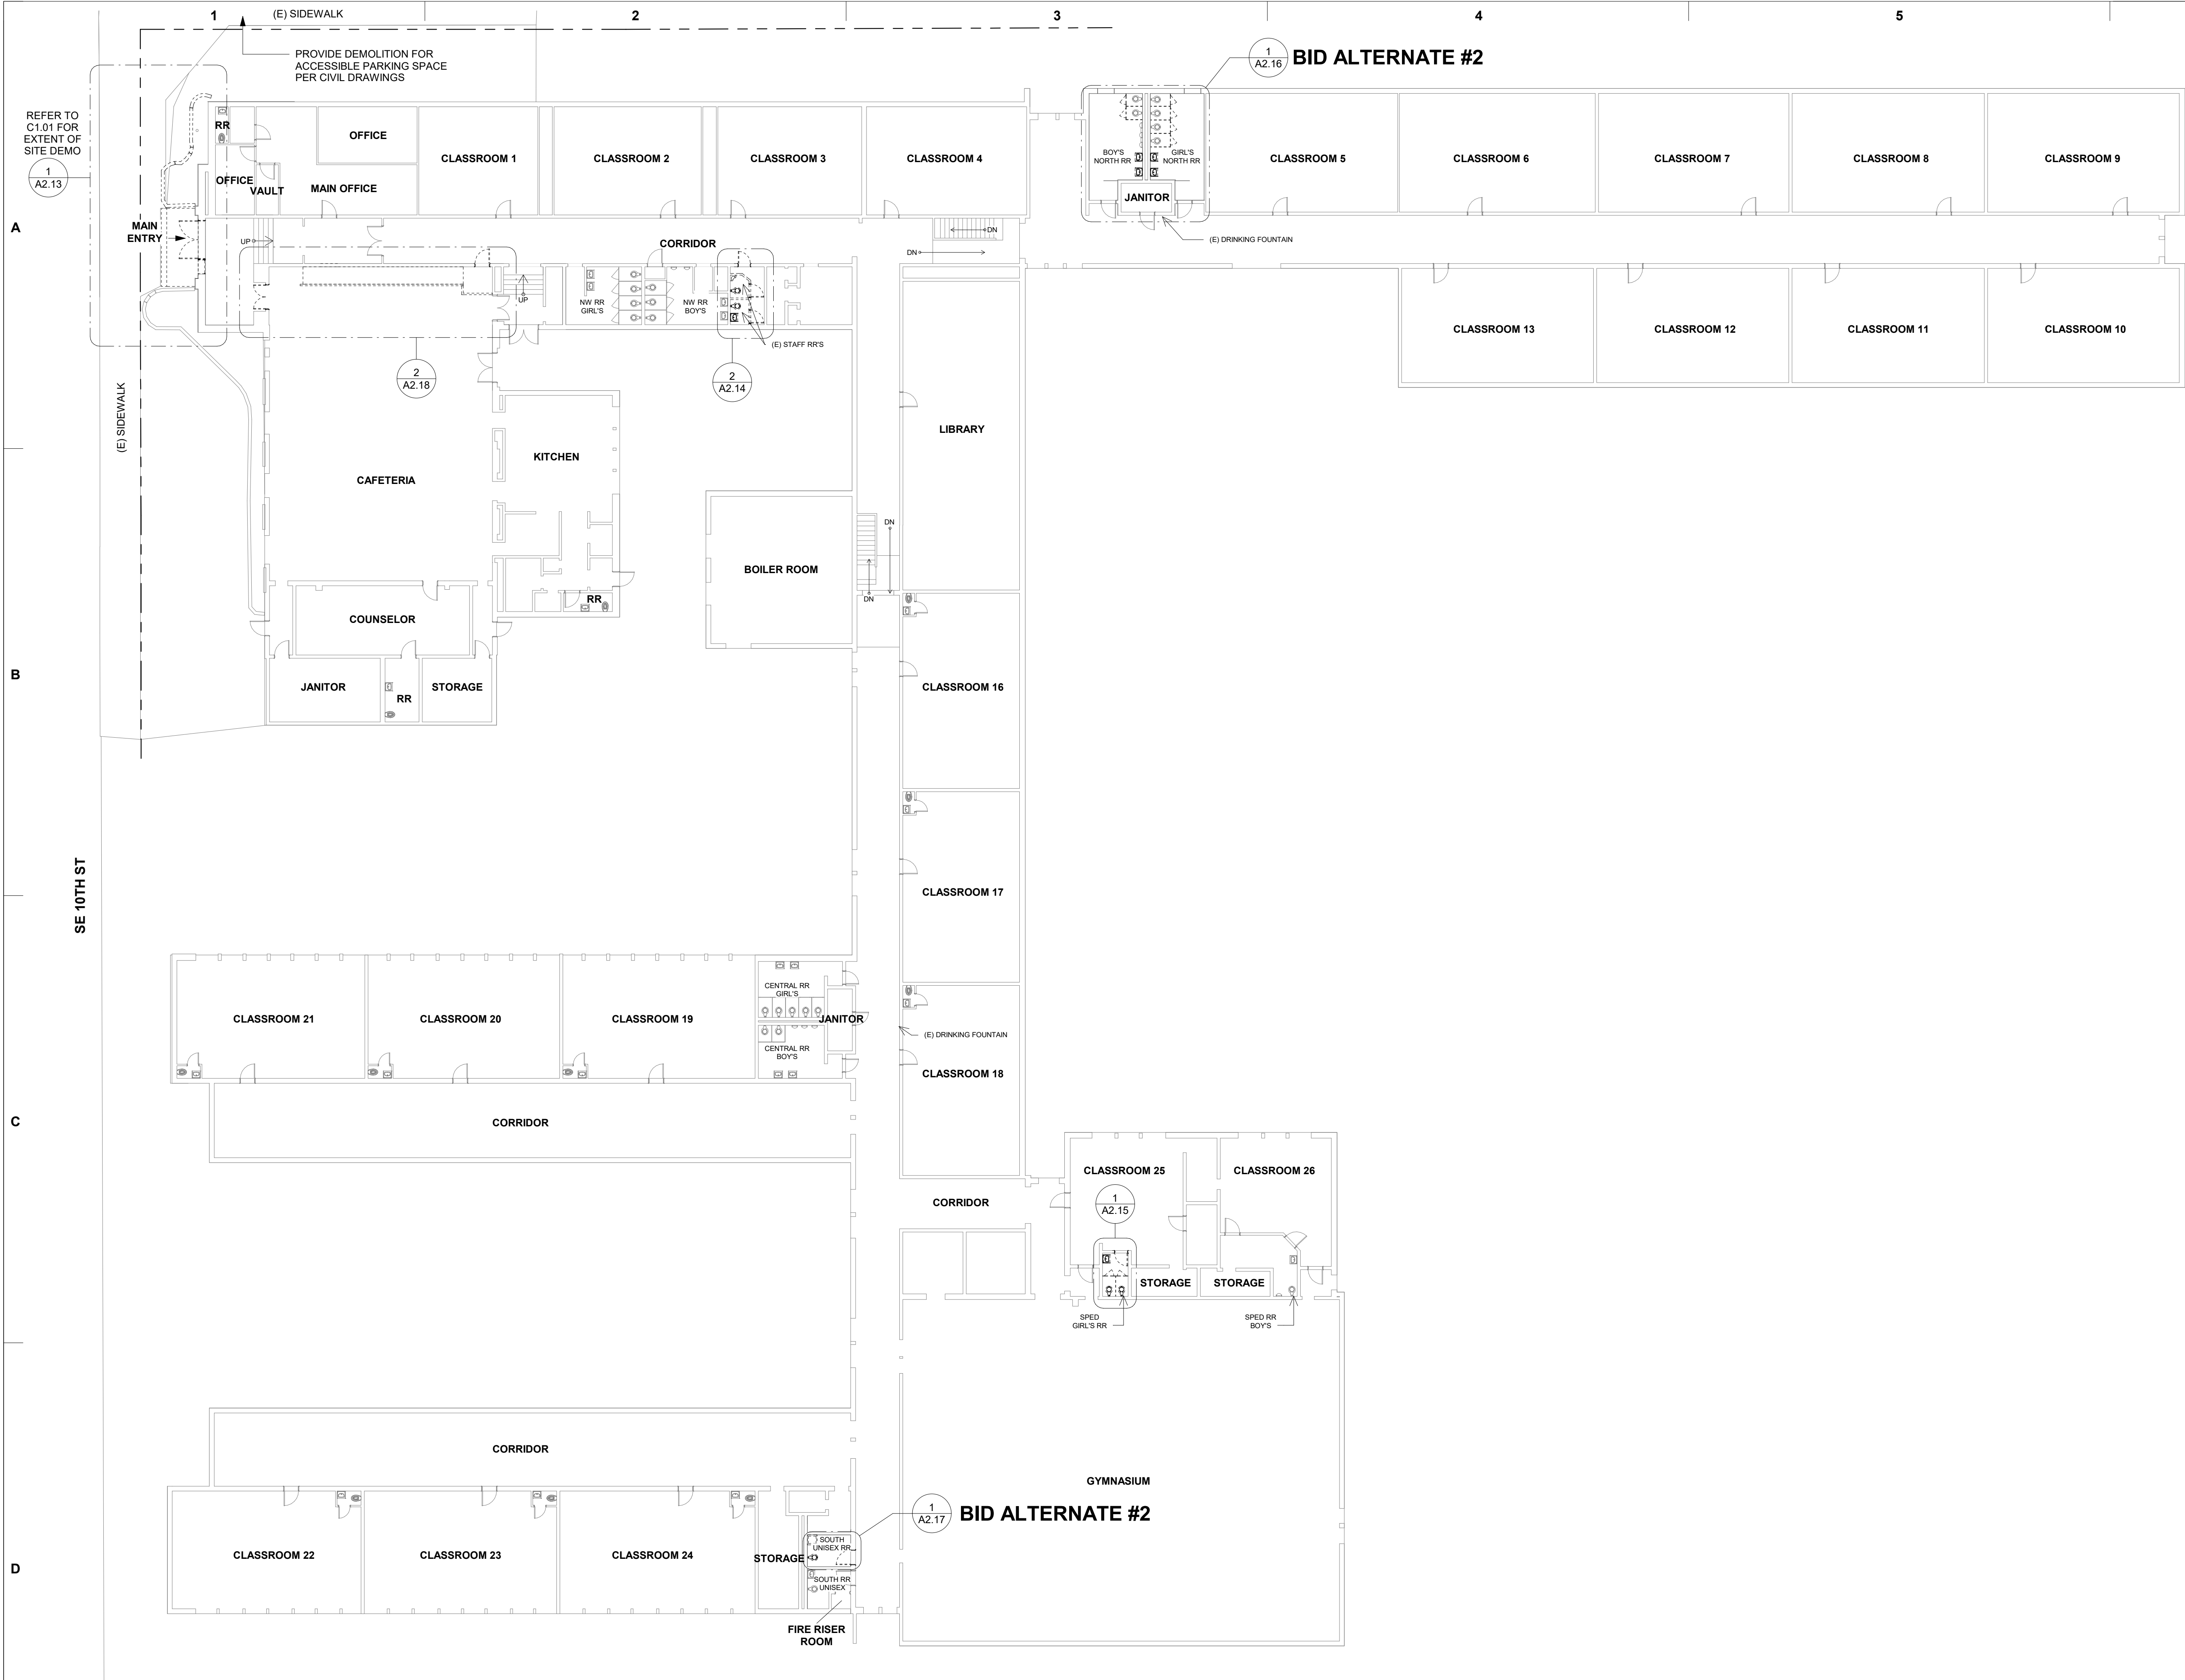 1
2
3
4
5
(E) SIDEWALK
PROVIDE DEMOLITION FOR
ACCESSIBLE PARKING SPACE
PER CIVIL DRAWINGS
1
A2.16
BID ALTERNATE #2
REFER TO
C1.01 FOR
EXTENT OF
SITE DEMO
1
A2.13
RR
OFFICE
OFFICE
VAULT
MAIN OFFICE
CLASSROOM 1
CLASSROOM 2
CLASSROOM 3
CLASSROOM 4
BOY'S
NORTH RR
GIRL'S
NORTH RR
JANITOR
CLASSROOM 5
CLASSROOM 6
CLASSROOM 7
CLASSROOM 8
CLASSROOM 9
A
MAIN
ENTRY
UP
CORRIDOR
DN
DN
(E) DRINKING FOUNTAIN
UP
NW RR
GIRL'S
NW RR
BOY'S
(E) STAFF RR'S
2
A2.18
2
A2.14
CLASSROOM 13
CLASSROOM 12
CLASSROOM 11
CLASSROOM 10
(E) SIDEWALK
LIBRARY
KITCHEN
CAFETERIA
DN
BOILER ROOM
DN
RR
COUNSELOR
B
JANITOR
RR
STORAGE
CLASSROOM 16
CLASSROOM 17
SE 10TH ST
CENTRAL RR
GIRL'S
CLASSROOM 21
CLASSROOM 20
CLASSROOM 19
JANITOR
(E) DRINKING FOUNTAIN
CENTRAL RR
BOY'S
CLASSROOM 18
C
CORRIDOR
CLASSROOM 25
CLASSROOM 26
CORRIDOR
1
A2.15
STORAGE
STORAGE
SPED
GIRL'S RR
SPED RR
BOY'S
CORRIDOR
GYMNASIUM
1
A2.17
BID ALTERNATE #2
D
CLASSROOM 22
CLASSROOM 23
CLASSROOM 24
STORAGE
SOUTH
UNISEX RR
SOUTH RR
UNISEX
FIRE RISER
ROOM